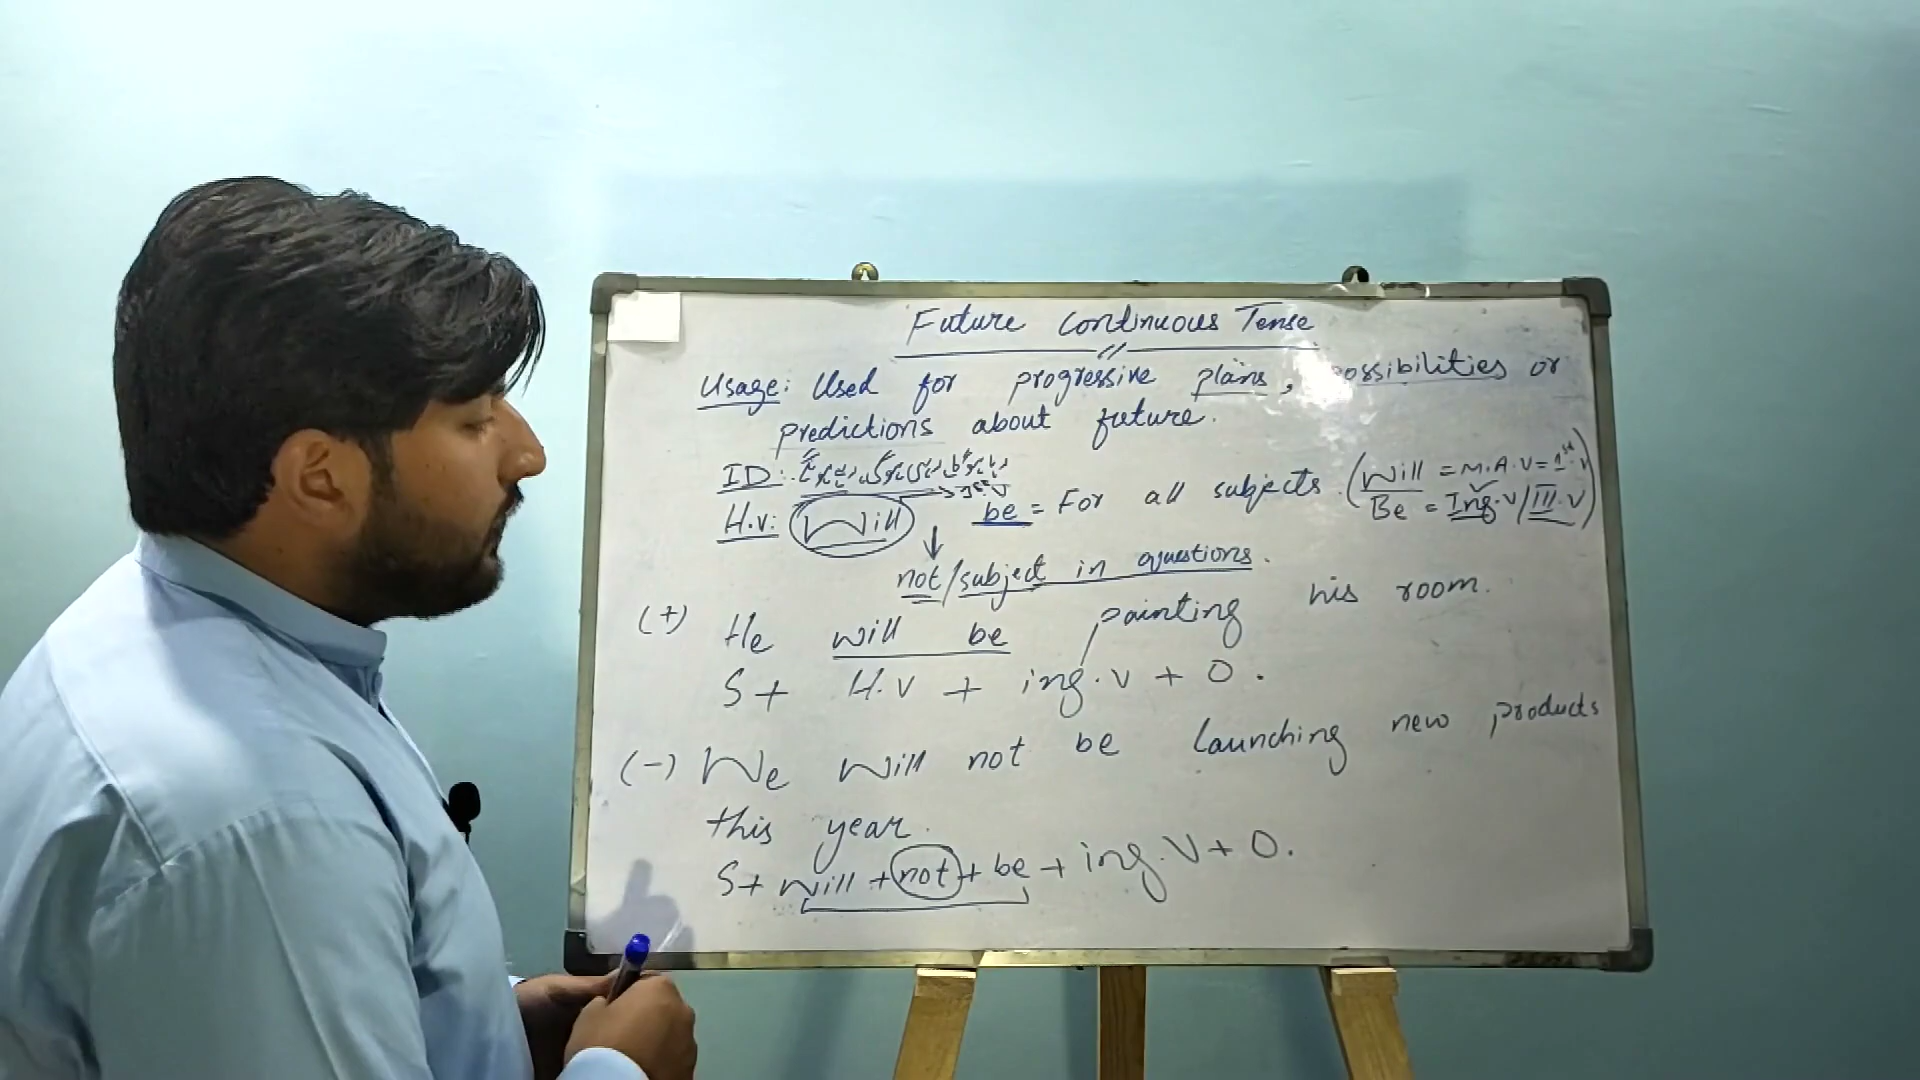 Future Continuous Tense
Usage: Used for progressive plans, possibilities or
predictions about future.
ID:
H.V: Will be = For all subjects. (Will = M.A.V = 1st V
Be = Ing.V/III.V)
1st V
not/subject in questions.
(+) He will be painting his room.
S + H.V + ing.V + O.
(-) We will not be launching new products
this year.
S + will + not + be + ing.V + O.